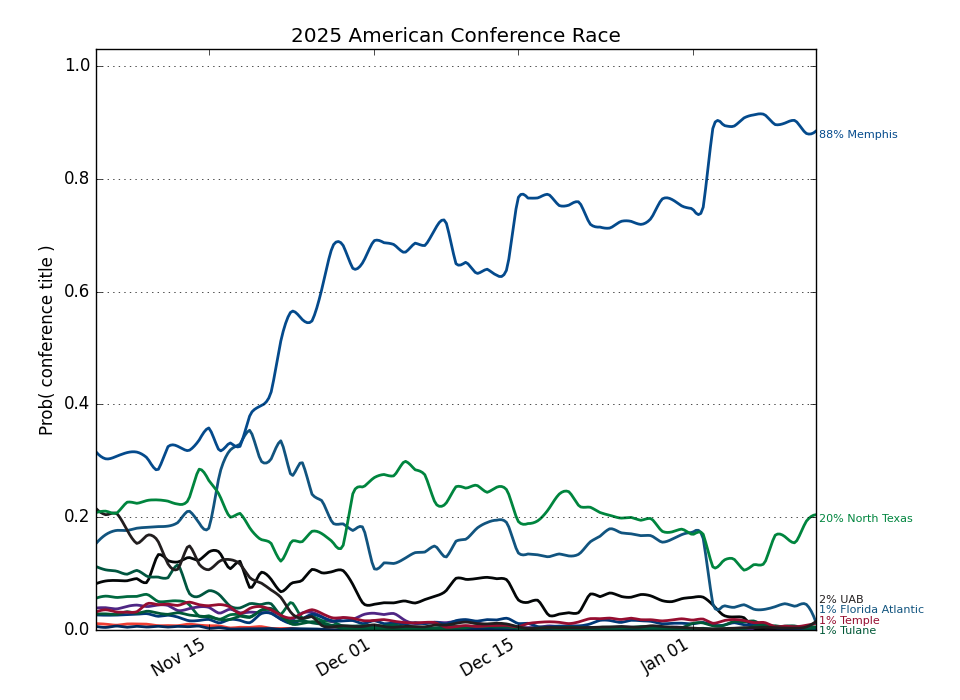 2025 American Conference Race
Prob( conference title )
1.0
0.8
0.6
0.4
0.2
0.0
Nov 15
Dec 01
Dec 15
Jan 01
88% Memphis
20% North Texas
2% UAB
1% Florida Atlantic
1% Temple
1% Tulane